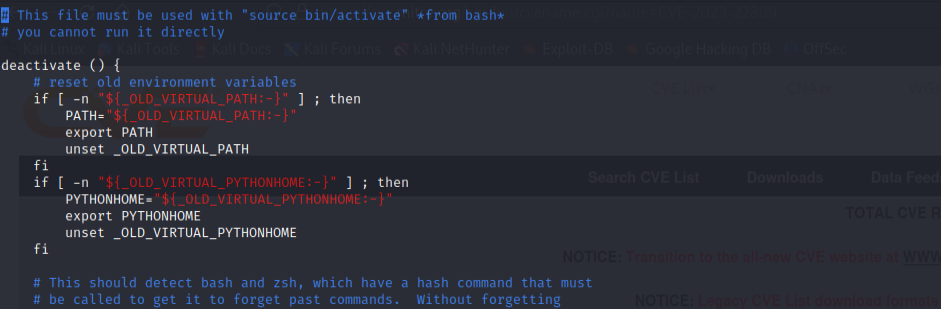 # This file must be used with "source bin/activate" *from bash*
# you cannot run it directly
Kali Linux Kali Tools Kali Docs Kali Forums Kali NetHunter Exploit-DB Google Hacking DB OffSec
deactivate () {
    # reset old environment variables
    if [ -n "${_OLD_VIRTUAL_PATH:-}" ] ; then
        PATH="${_OLD_VIRTUAL_PATH:-}"
        export PATH
        unset _OLD_VIRTUAL_PATH
    fi
    if [ -n "${_OLD_VIRTUAL_PYTHONHOME:-}" ] ; then
        PYTHONHOME="${_OLD_VIRTUAL_PYTHONHOME:-}"
        export PYTHONHOME
        unset _OLD_VIRTUAL_PYTHONHOME
    fi
    # This should detect bash and zsh, which have a hash command that must
    # be called to get it to forget past commands.  Without forgetting
Search CVE List Downloads Data Feed
TOTAL CVE R
NOTICE: Transition to the all-new CVE website at WWW
NOTICE: Legacy CVE List download formats